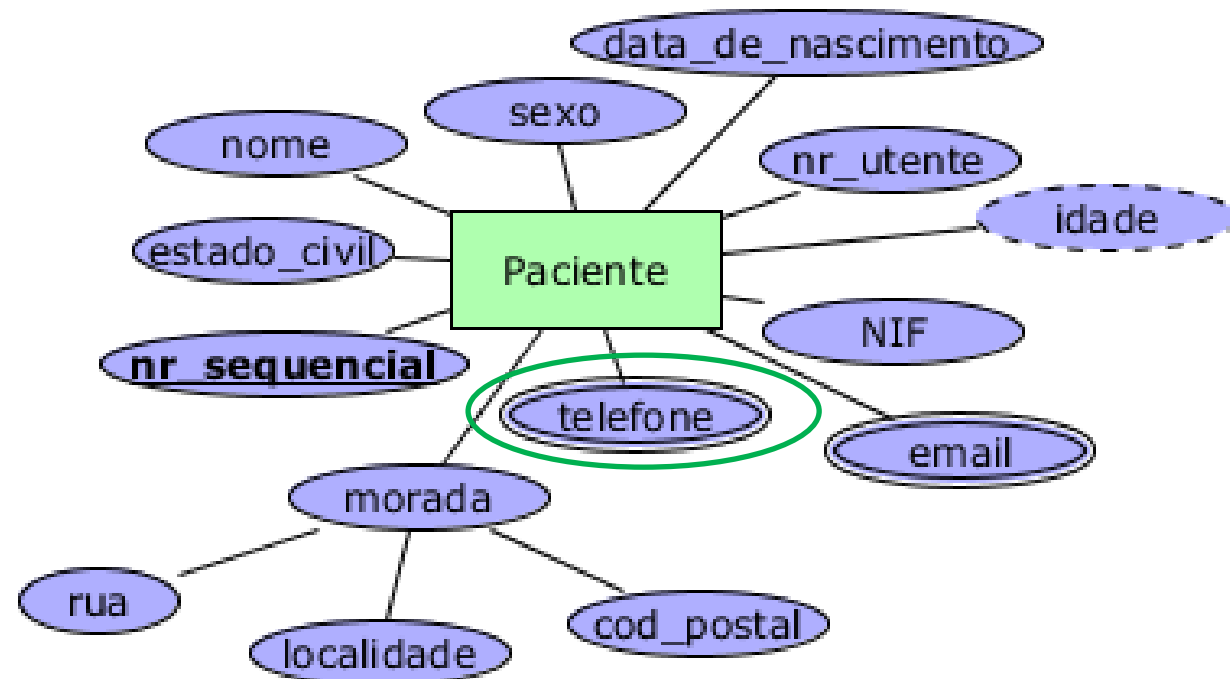 data_de_nascimento
sexo
nome
nr_utente
idade
estado_civil
Paciente
NIF
nr_sequencial
telefone
email
morada
rua
cod_postal
localidade